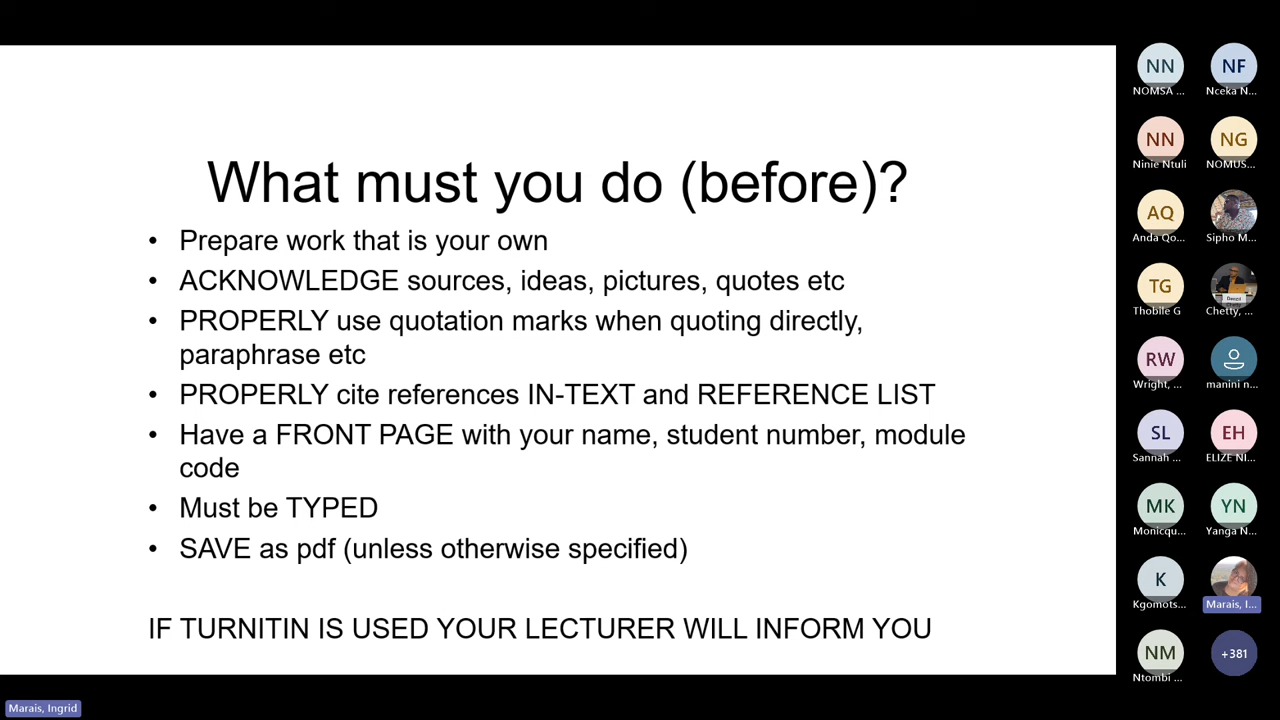 What must you do (before)?
• Prepare work that is your own
• ACKNOWLEDGE sources, ideas, pictures, quotes etc
• PROPERLY use quotation marks when quoting directly,
paraphrase etc
• PROPERLY cite references IN-TEXT and REFERENCE LIST
• Have a FRONT PAGE with your name, student number, module
code
• Must be TYPED
• SAVE as pdf (unless otherwise specified)
IF TURNITIN IS USED YOUR LECTURER WILL INFORM YOU
NN NF
NOMSA ... Nceka N...
NN NG
Ninie Ntuli NOMUS...
AQ
Anda Qo... Sipho M...
TG
Thobile G Chetty, ...
RW
Wright, ... manini n...
SL EH
Sannah ... ELIZE NI...
MK YN
Monicqu... Yanga N...
K
Kgomots... Marais, I...
NM +381
Ntombi ...
Marais, Ingrid